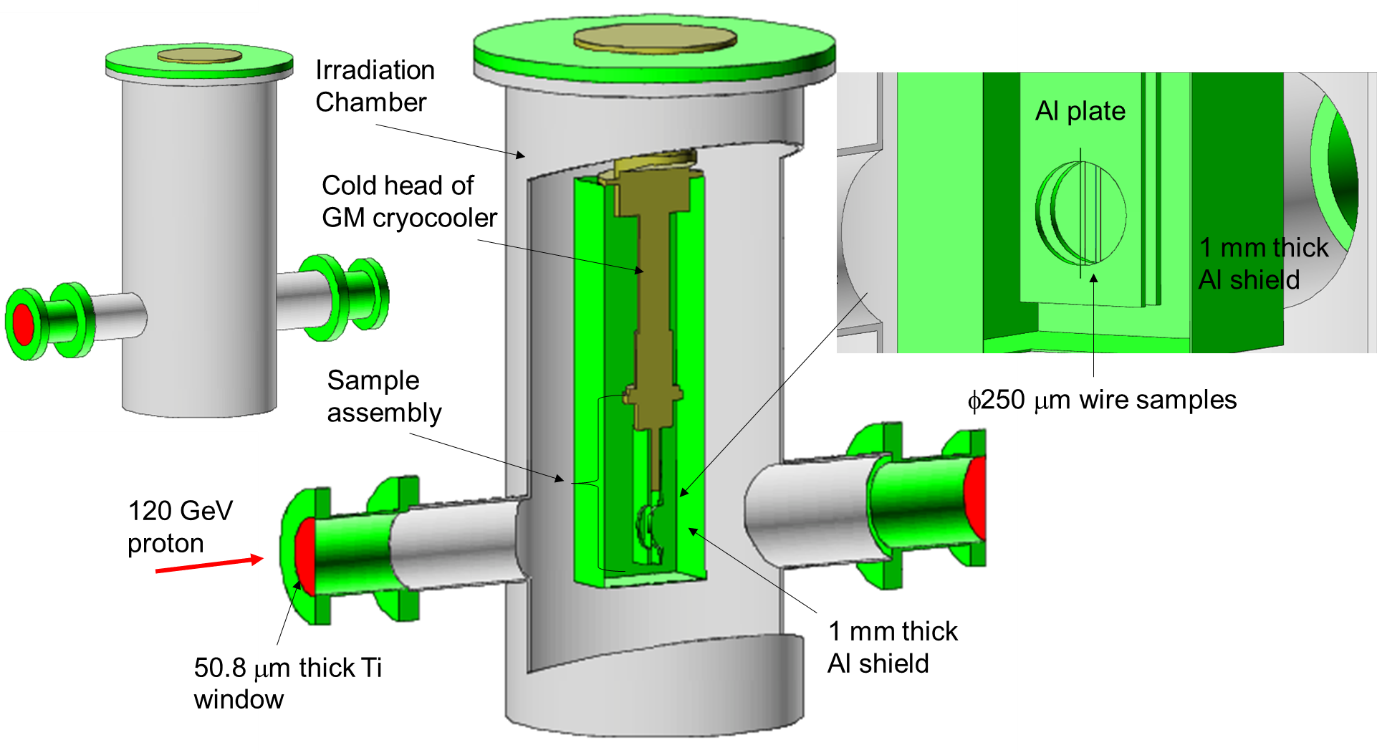 Irradiation
Chamber
Cold head of
GM cryocooler
Sample
assembly
120 GeV
proton
50.8 μm thick Ti
window
Al plate
1 mm thick
Al shield
ϕ250 μm wire samples
1 mm thick
Al shield